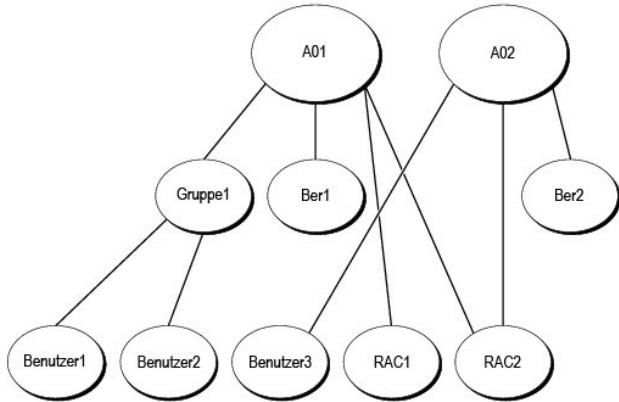 A01
A02
Gruppe1
Ber1
Ber2
Benutzer1
Benutzer2
Benutzer3
RAC1
RAC2